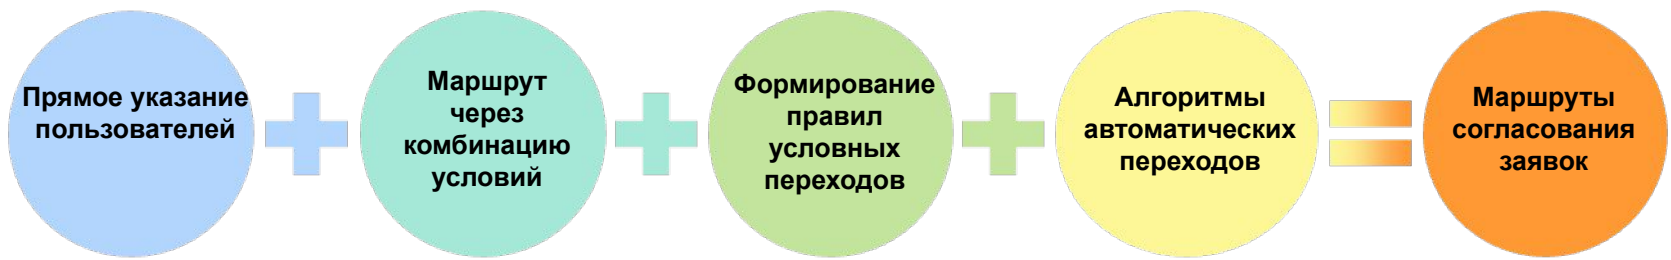 Прямое указание
пользователей
Маршрут
через
комбинацию
условий
Формирование
правил
условных
переходов
Алгоритмы
автоматических
переходов
Маршруты
согласования
заявок